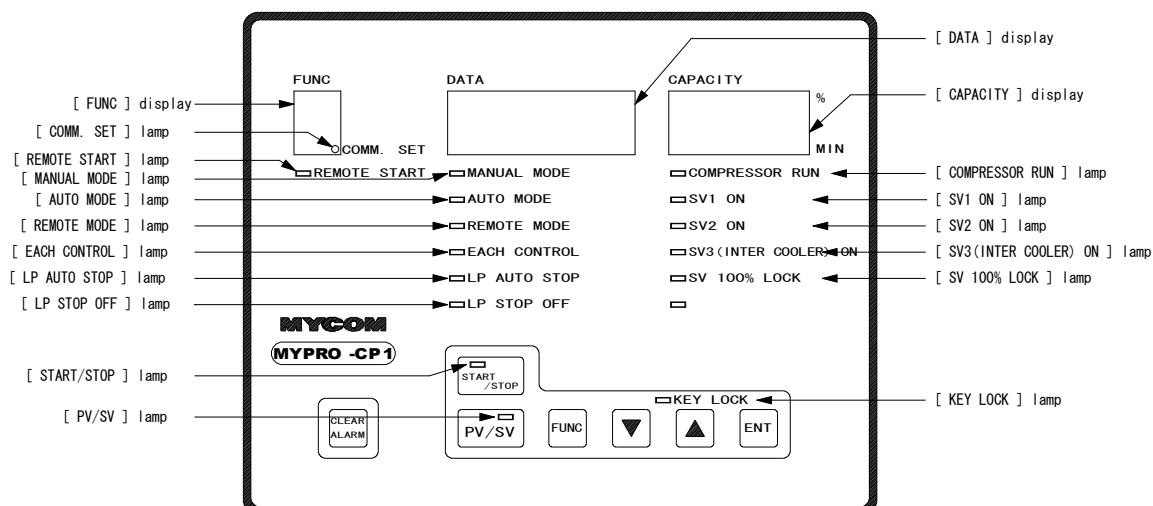 [ DATA ] display
FUNC DATA CAPACITY
[ FUNC ] display % [ CAPACITY ] display
[ COMM. SET ] lamp COMM. SET MIN
[ REMOTE START ] lamp REMOTE START MANUAL MODE COMPRESSOR RUN [ COMPRESSOR RUN ] lamp
[ MANUAL MODE ] lamp
[ AUTO MODE ] lamp AUTO MODE SV1 ON [ SV1 ON ] lamp
[ REMOTE MODE ] lamp REMOTE MODE SV2 ON [ SV2 ON ] lamp
[ EACH CONTROL ] lamp EACH CONTROL SV3(INTER COOLER) ON [ SV3(INTER COOLER) ON ] lamp
[ LP AUTO STOP ] lamp LP AUTO STOP SV 100% LOCK [ SV 100% LOCK ] lamp
[ LP STOP OFF ] lamp LP STOP OFF
MYCOM
MYPRO -CP1
[ START/STOP ] lamp START
/STOP
KEY LOCK [ KEY LOCK ] lamp
[ PV/SV ] lamp CLEAR
ALARM PV/SV FUNC ▼ ▲ ENT